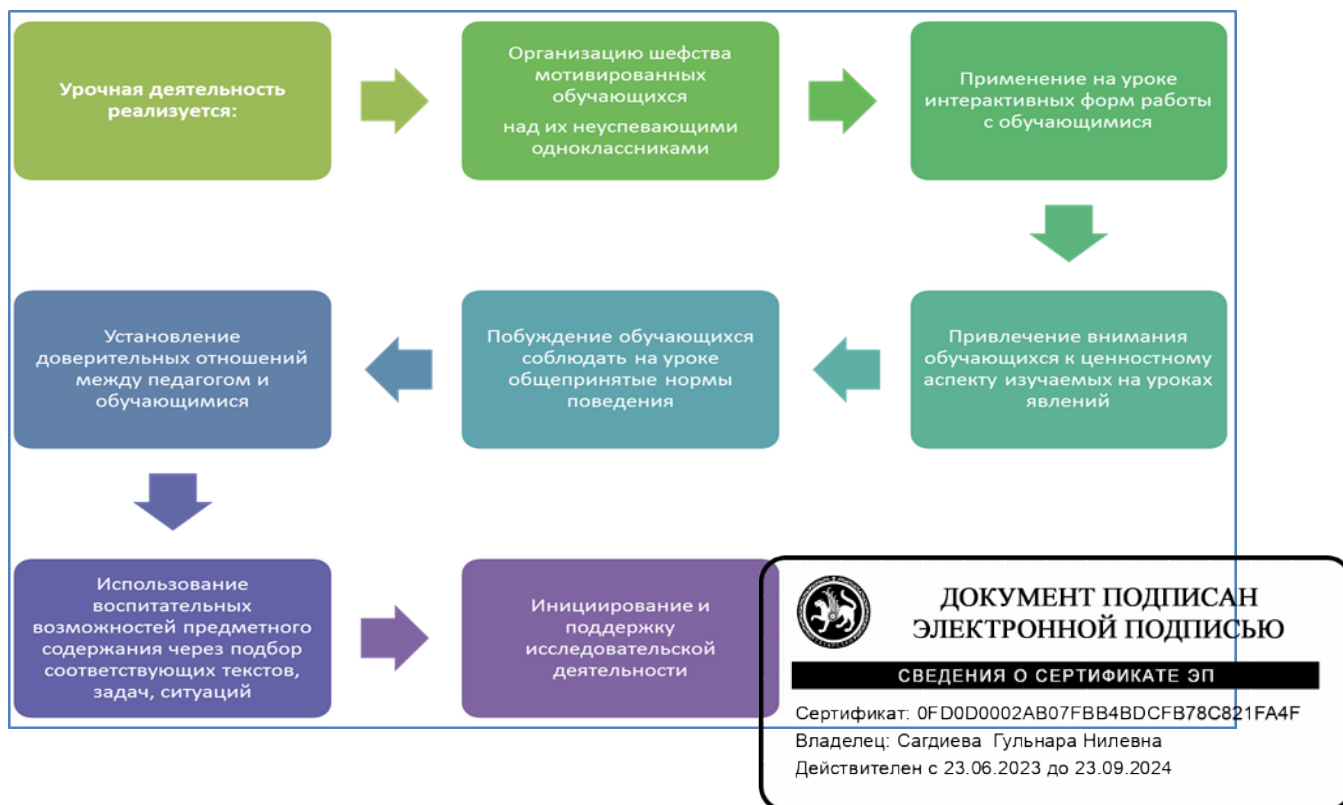 Урочная деятельность
реализуется:
Организацию шефства
мотивированных
обучающихся
над их неуспевающими
одноклассниками
Применение на уроке
интерактивных форм работы
с обучающимися
Привлечение внимания
обучающихся к ценностному
аспекту изучаемых на уроках
явлений
Побуждение обучающихся
соблюдать на уроке
общепринятые нормы
поведения
Установление
доверительных отношений
между педагогом и
обучающимися
Использование
воспитательных
возможностей предметного
содержания через подбор
соответствующих текстов,
задач, ситуаций
Инициирование и
поддержку
исследовательской
деятельности
ДОКУМЕНТ ПОДПИСАН
ЭЛЕКТРОННОЙ ПОДПИСЬЮ
СВЕДЕНИЯ О СЕРТИФИКАТЕ ЭП
Сертификат: 0FD0D0002AB07FBB4BDCFB78C821FA4F
Владелец: Сагдиева Гульнара Нилевна
Действителен с 23.06.2023 до 23.09.2024